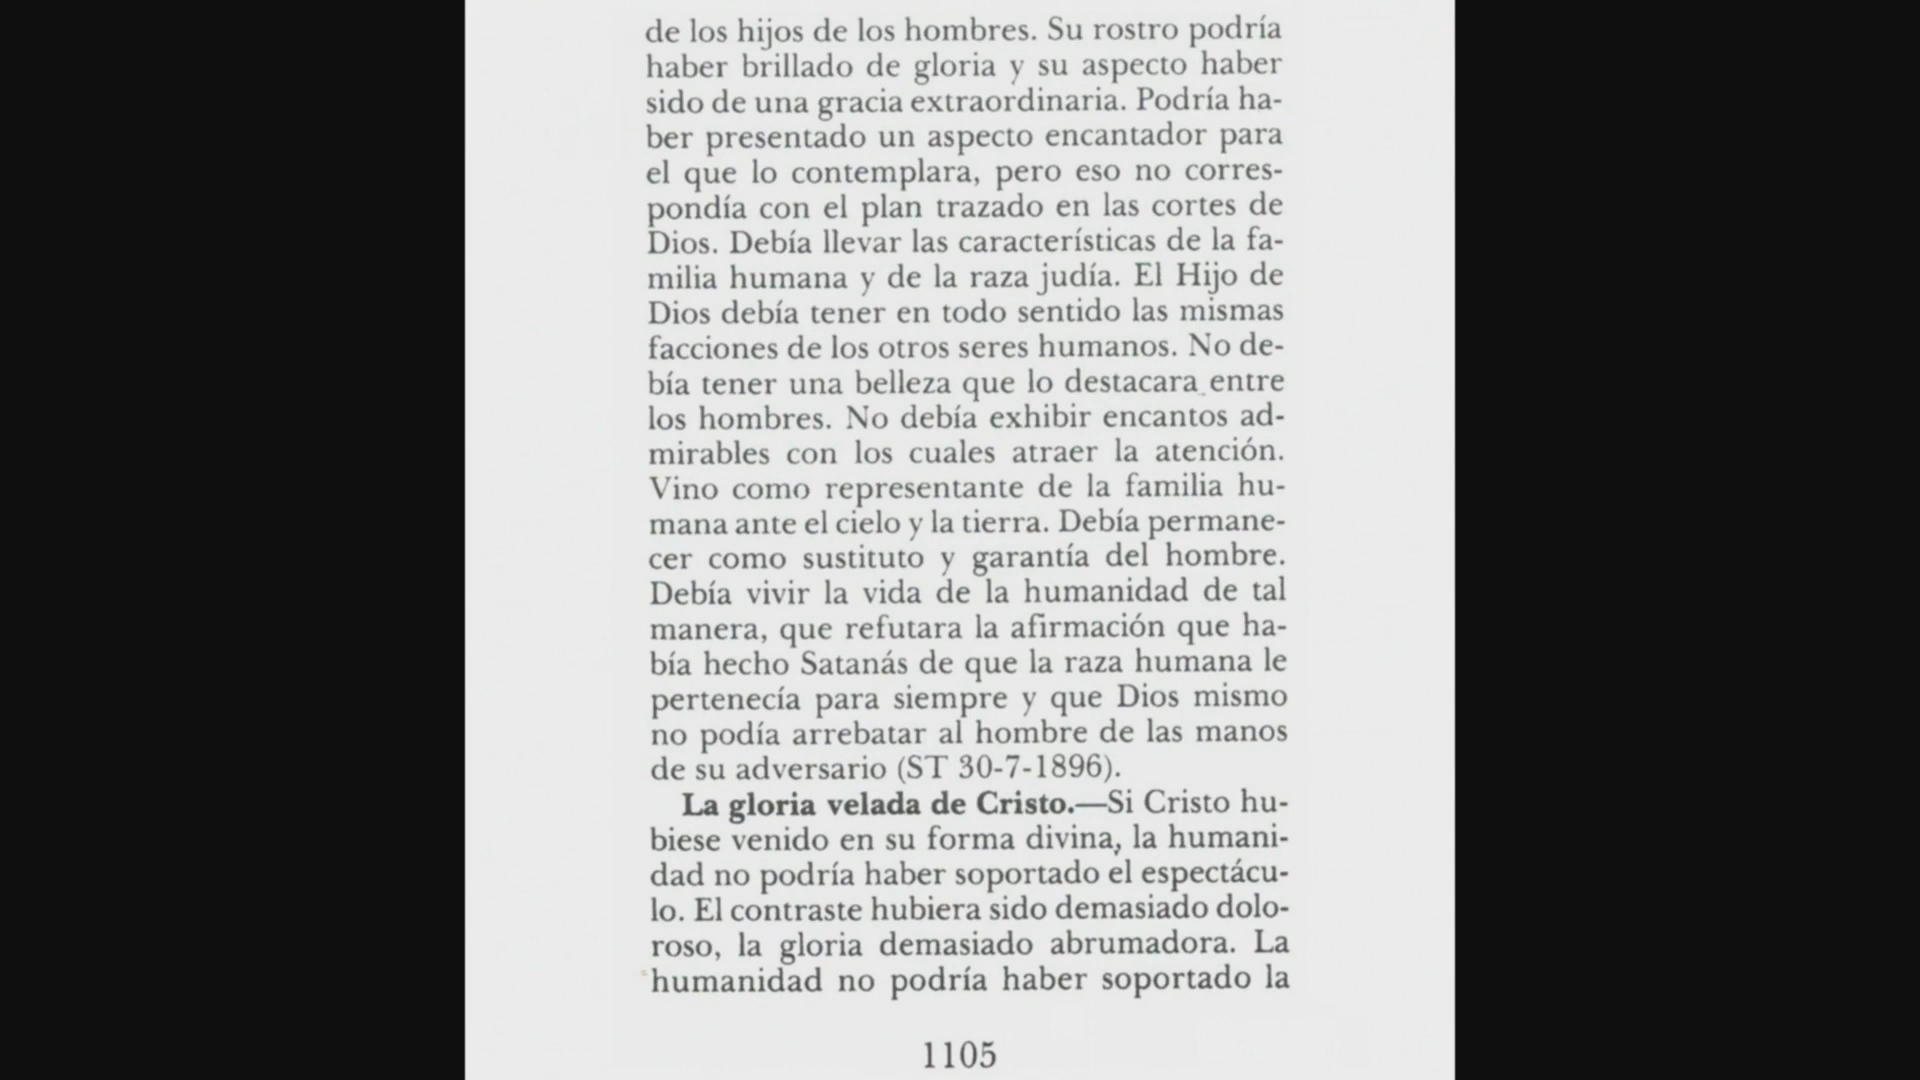 de los hijos de los hombres. Su rostro podría
haber brillado de gloria y su aspecto haber
sido de una gracia extraordinaria. Podría ha-
ber presentado un aspecto encantador para
el que lo contemplara, pero eso no corres-
pondía con el plan trazado en las cortes de
Dios. Debía llevar las características de la fa-
milia humana y de la raza judía. El Hijo de
Dios debía tener en todo sentido las mismas
facciones de los otros seres humanos. No de-
bía tener una belleza que lo destacara entre
los hombres. No debía exhibir encantos ad-
mirables con los cuales atraer la atención.
Vino como representante de la familia hu-
mana ante el cielo y la tierra. Debía permane-
cer como sustituto y garantía del hombre.
Debía vivir la vida de la humanidad de tal
manera, que refutara la afirmación que ha-
bía hecho Satanás de que la raza humana le
pertenecía para siempre y que Dios mismo
no podía arrebatar al hombre de las manos
de su adversario (ST 30-7-1896).
La gloria velada de Cristo.—Si Cristo hu-
biese venido en su forma divina, la humani-
dad no podría haber soportado el espectácu-
lo. El contraste hubiera sido demasiado dolo-
roso, la gloria demasiado abrumadora. La
humanidad no podría haber soportado la
1105